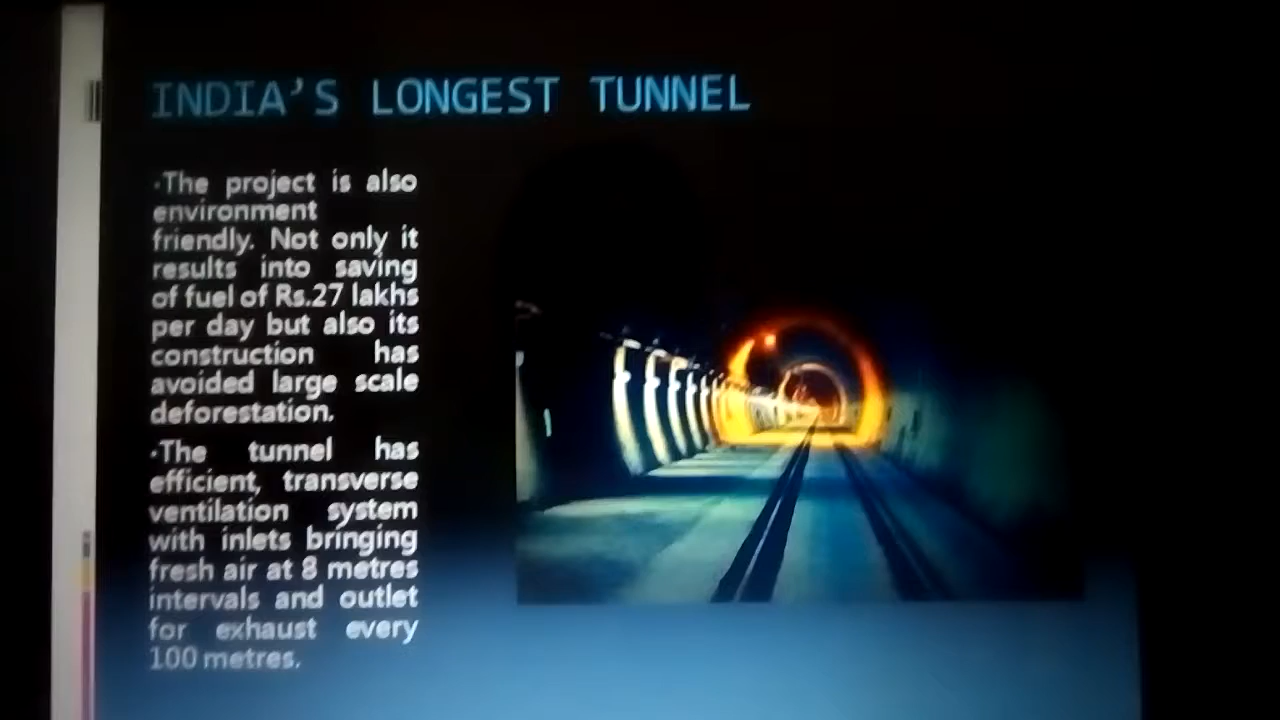 INDIA'S LONGEST TUNNEL
·The project is also
environment
friendly. Not only it
results into saving
of fuel of Rs.27 lakhs
per day but also its
construction has
avoided large scale
deforestation.
·The tunnel has
efficient, transverse
ventilation system
with inlets bringing
fresh air at 8 metres
intervals and outlet
for exhaust every
100 metres.